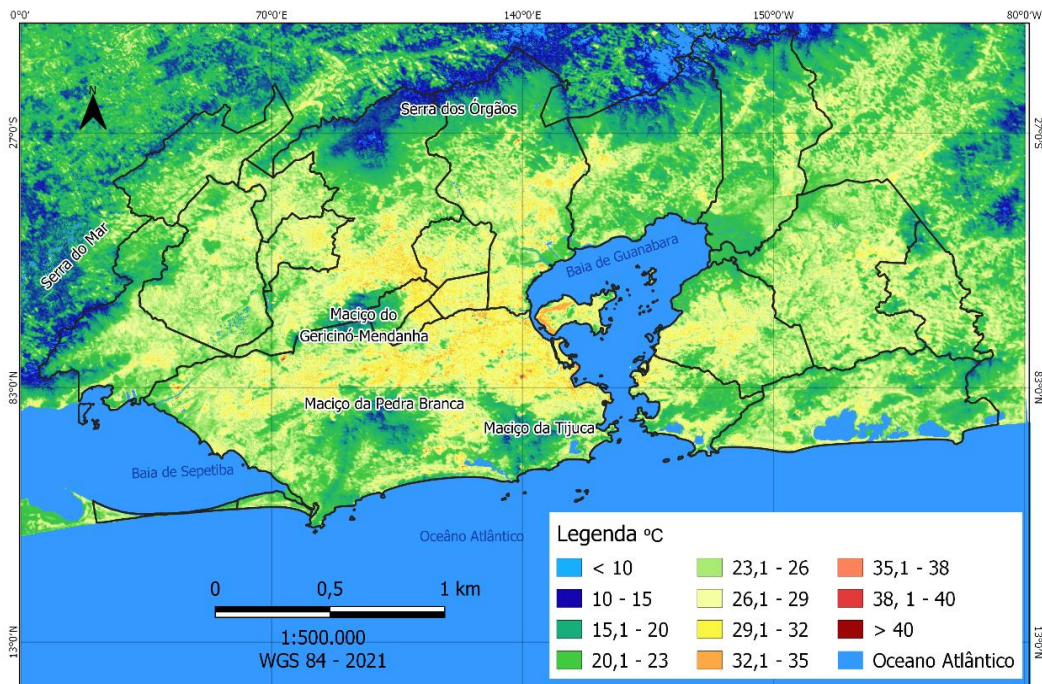 0°0'
70°0'E
140°0'E
150°0'W
80°0'W
N
Serra dos Órgãos
27°0'S
27°0'S
Serra do Mar
Baia de Guanabara
Maciço do
Gericinó-Mendanha
83°0'N
83°0'N
Maciço da Pedra Branca
Maciço da Tijuca
Baia de Sepetiba
Oceâno Atlântico
Legenda ºC
< 10
23,1 - 26
35,1 - 38
10 - 15
26,1 - 29
38, 1 - 40
15,1 - 20
29,1 - 32
> 40
20,1 - 23
32,1 - 35
Oceano Atlântico
0
0,5
1 km
1:500.000
WGS 84 - 2021
13°0'N
13°0'N